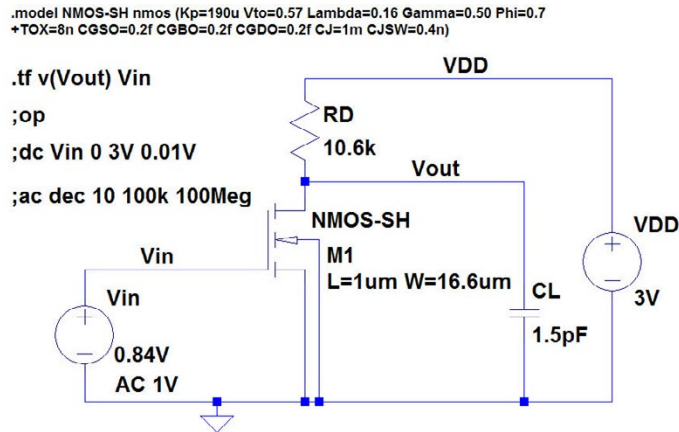 .model NMOS-SH nmos (Kp=190u Vto=0.57 Lambda=0.16 Gamma=0.50 Phi=0.7
+TOX=8n CGSO=0.2f CGBO=0.2f CGDO=0.2f CJ=1m CJSW=0.4n)
.tf v(Vout) Vin
;op
;dc Vin 0 3V 0.01V
;ac dec 10 100k 100Meg
VDD
RD
10.6k
Vout
NMOS-SH
M1
L=1um W=16.6um
Vin
Vin
0.84V
AC 1V
CL
1.5pF
VDD
3V